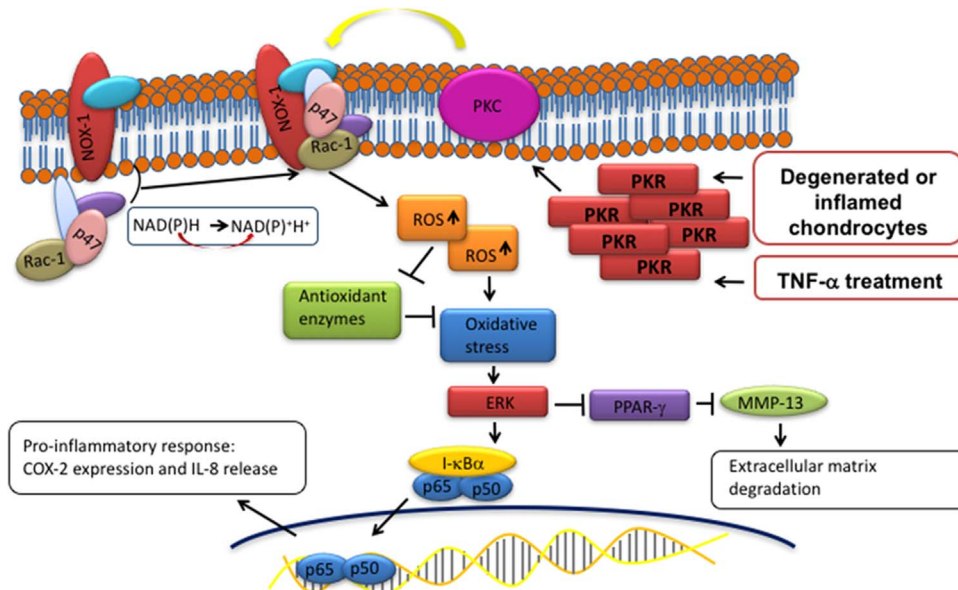 NOX-1
NOX-1
p47
Rac-1
PKC
p47
Rac-1
NAD(P)H → NAD(P)⁺H⁺
ROS
ROS
PKR
PKR
PKR
PKR
PKR
PKR
Degenerated or
inflamed
chondrocytes
TNF-α treatment
Antioxidant
enzymes
Oxidative
stress
ERK
PPAR-γ
MMP-13
Pro-inflammatory response:
COX-2 expression and IL-8 release
I-κBα
p65
p50
Extracellular matrix
degradation
p65
p50